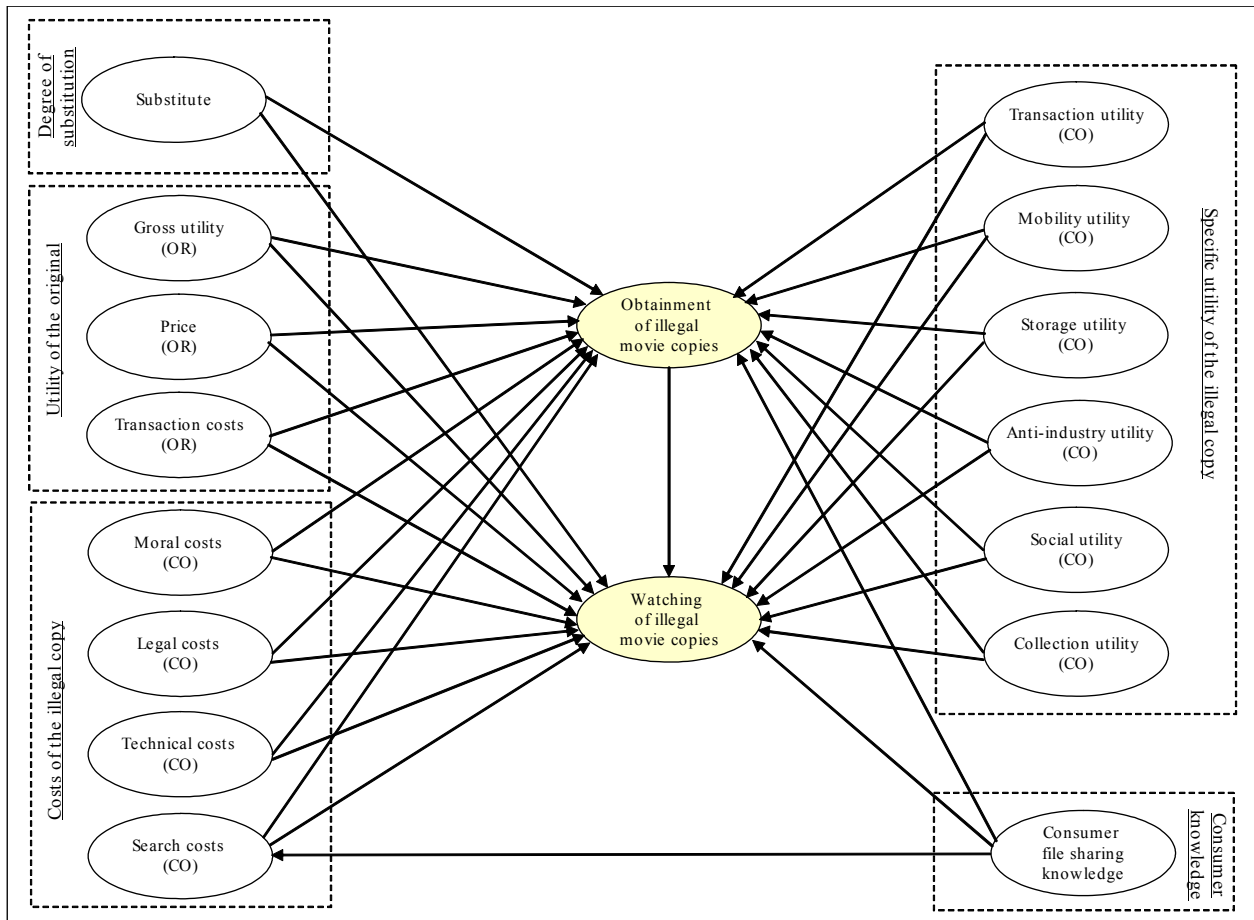 Degree of
substitution
Substitute
Utility of the original
Gross utility
(OR)
Price
(OR)
Transaction costs
(OR)
Costs of the illegal copy
Moral costs
(CO)
Legal costs
(CO)
Technical costs
(CO)
Search costs
(CO)
Obtainment
of illegal
movie copies
Watching
of illegal
movie copies
Transaction utility
(CO)
Mobility utility
(CO)
Storage utility
(CO)
Anti-industry utility
(CO)
Social utility
(CO)
Collection utility
(CO)
Specific utility of the illegal copy
Consumer
file sharing
knowledge
Consumer
knowledge